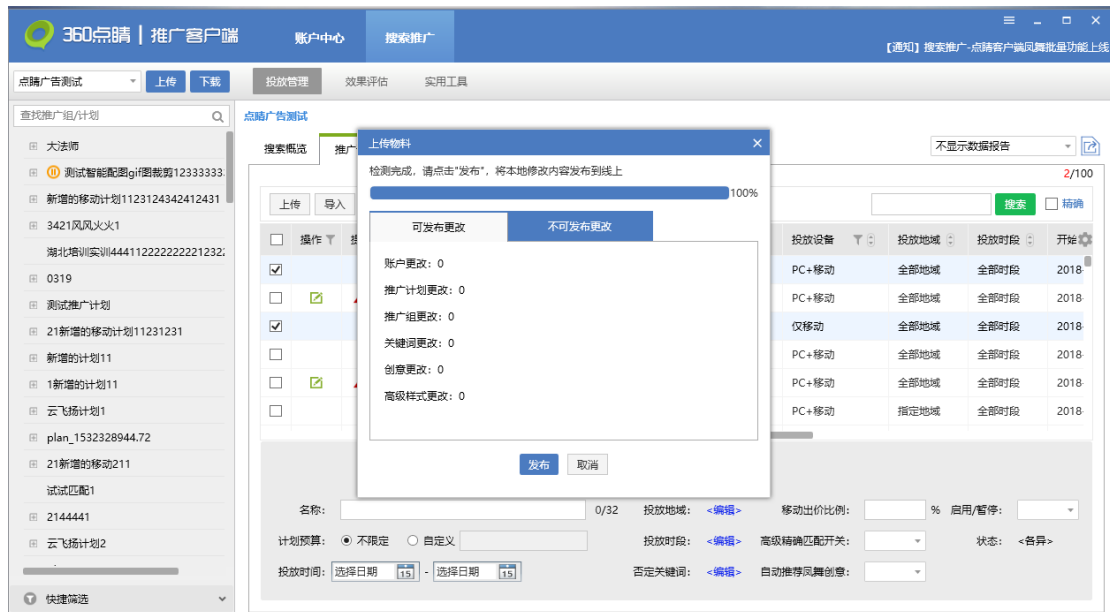 360点睛 | 推广客户端
账户中心
搜索推广
【通知】搜索推广-点睛客户端凤舞批量功能上线
点睛广告测试
上传
下载
投放管理
效果评估
实用工具
查找推广组/计划
大法师
测试智能配图gif图裁剪12333333
新增的移动计划1123124342412431
3421风风火火1
湖北培训实训44411222222221232
0319
测试推广计划
21新增的移动计划11231231
新增的计划11
1新增的计划11
云飞扬计划1
plan_1532328944.72
21新增的移动211
试试匹配1
2144441
云飞扬计划2
快捷筛选
点睛广告测试
搜索概览
推广
不显示数据报告
2/100
上传
导入
搜索
精确
操作
投放设备
投放地域
投放时段
开始
PC+移动
全部地域
全部时段
2018-
PC+移动
全部地域
全部时段
2018-
仅移动
全部地域
全部时段
2018-
PC+移动
全部地域
全部时段
2018-
PC+移动
全部地域
全部时段
2018-
PC+移动
指定地域
全部时段
2018-
上传物料
检测完成，请点击"发布"，将本地修改内容发布到线上
100%
可发布更改
不可发布更改
账户更改：0
推广计划更改：0
推广组更改：0
关键词更改：0
创意更改：0
高级样式更改：0
发布
取消
名称：
0/32
投放地域：
<编辑>
移动出价比例：
%
启用/暂停：
计划预算：
不限定
自定义
投放时段：
<编辑>
高级精确匹配开关：
状态：
<各异>
投放时间：
选择日期
15
-
选择日期
15
否定关键词：
<编辑>
自动推荐凤舞创意：